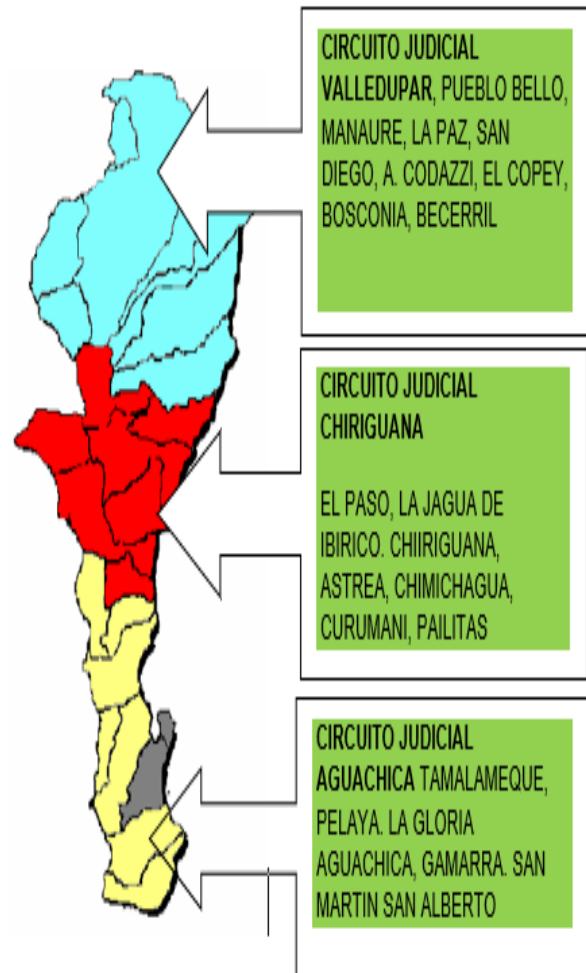 CIRCUITO JUDICIAL
VALLEDUPAR, PUEBLO BELLO,
MANAURE, LA PAZ, SAN
DIEGO, A. CODAZZI, EL COPEY,
BOSCONIA, BECERRIL
CIRCUITO JUDICIAL
CHIRIGUANA
EL PASO, LA JAGUA DE
IBIRICO. CHIIRIGUANA,
ASTREA, CHIMICHAGUA,
CURUMANI, PAILITAS
CIRCUITO JUDICIAL
AGUACHICA TAMALAMEQUE,
PELAYA. LA GLORIA
AGUACHICA, GAMARRA. SAN
MARTIN SAN ALBERTO